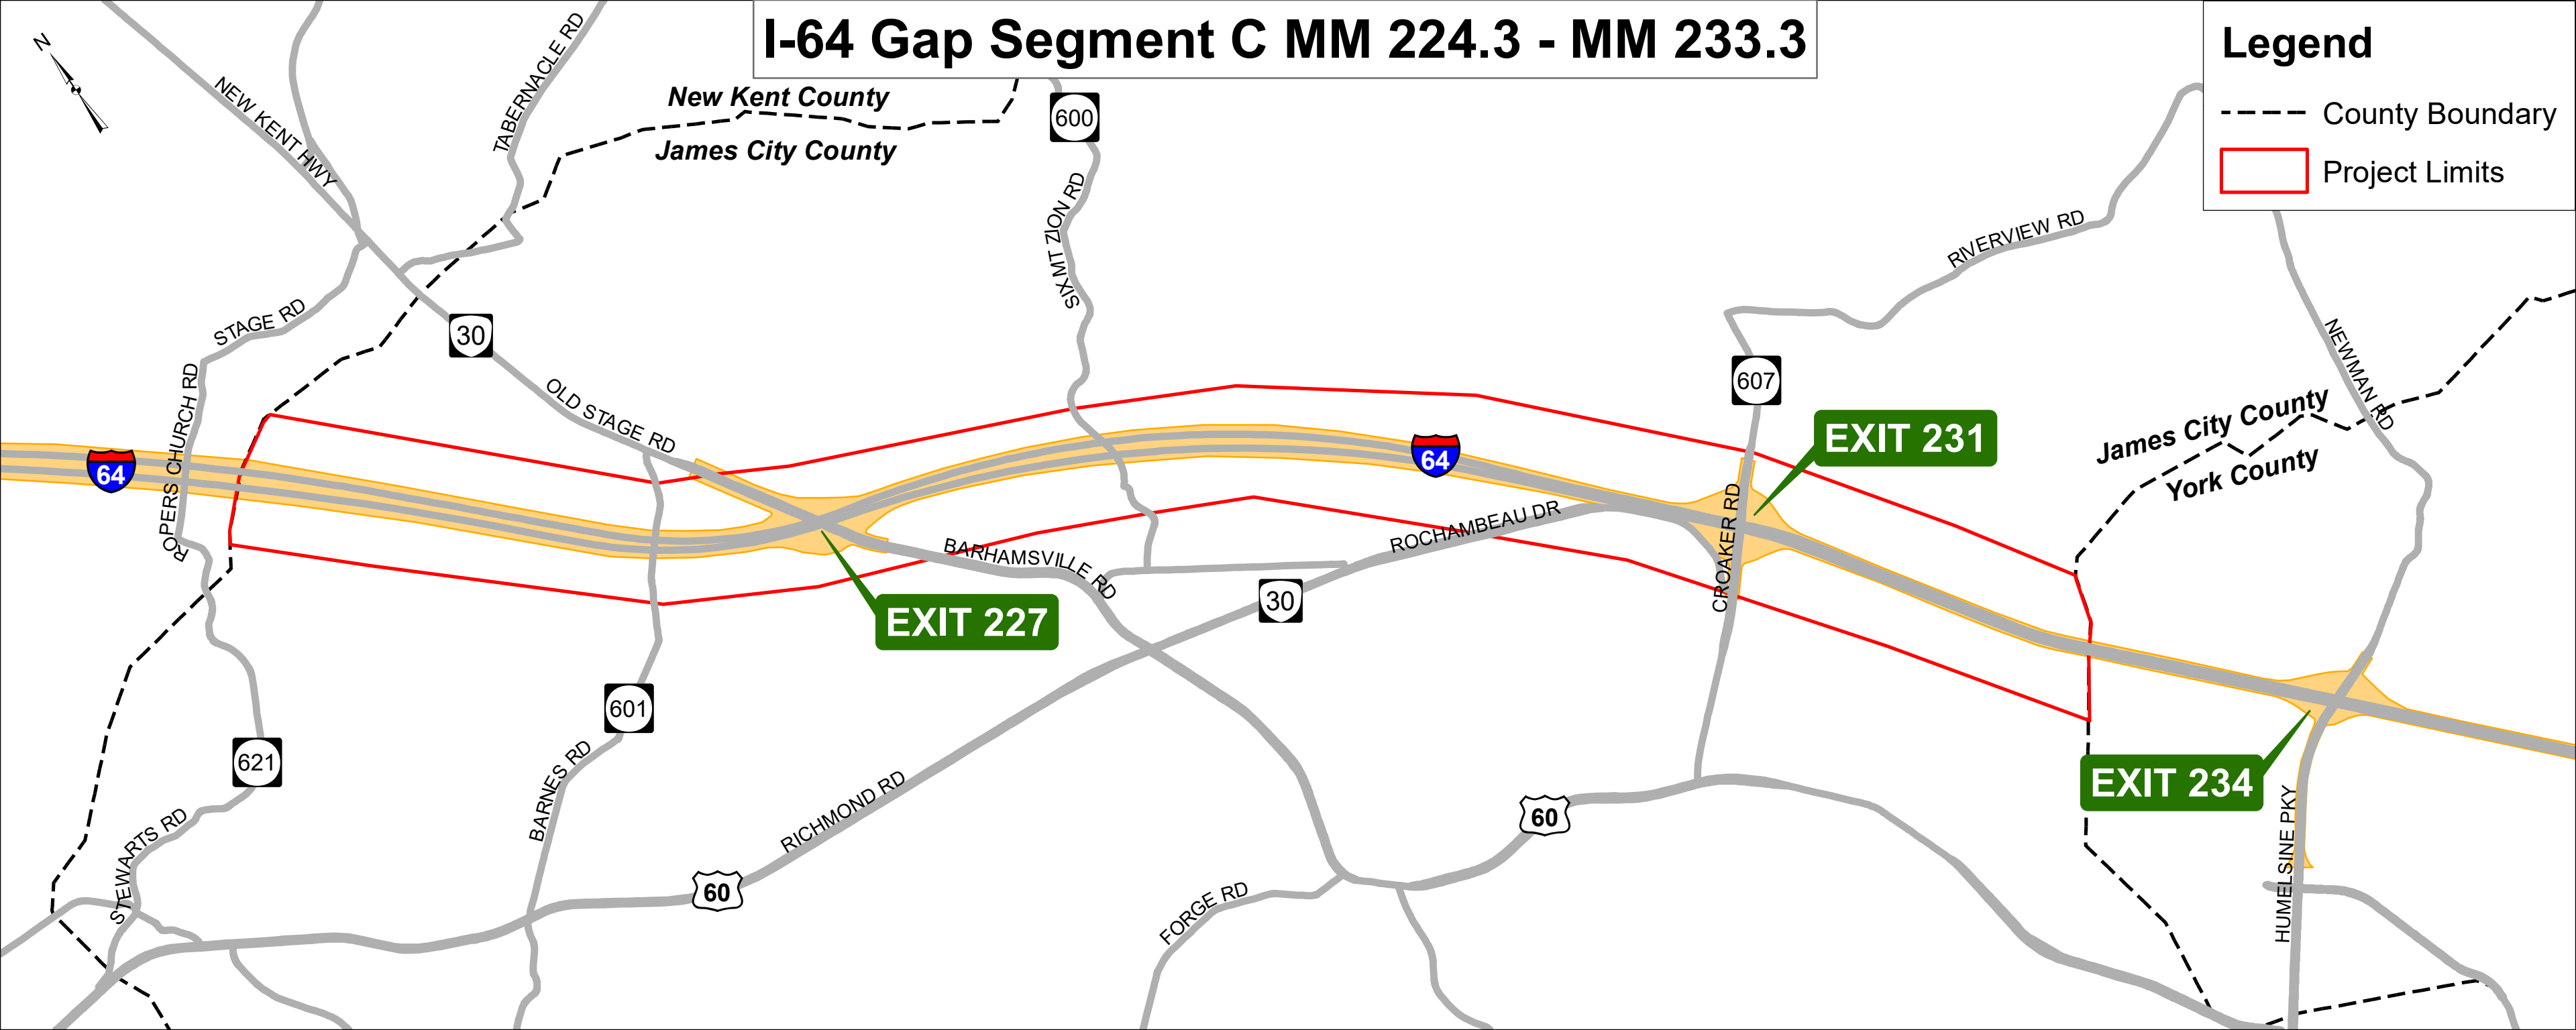 I-64 Gap Segment C MM 224.3 - MM 233.3
Legend
County Boundary
Project Limits
N
NEW KENT HWY
TABERNACLE RD
New Kent County
James City County
600
SIX MT ZION RD
RIVERVIEW RD
STAGE RD
30
OLD STAGE RD
ROPERS CHURCH RD
64
64
607
EXIT 231
NEWMAN RD
James City County
York County
CROAKER RD
ROCHAMBEAU DR
BARHAMSVILLE RD
30
EXIT 227
601
621
BARNES RD
STEWARTS RD
RICHMOND RD
60
60
FORGE RD
EXIT 234
HUMELSINE PKY